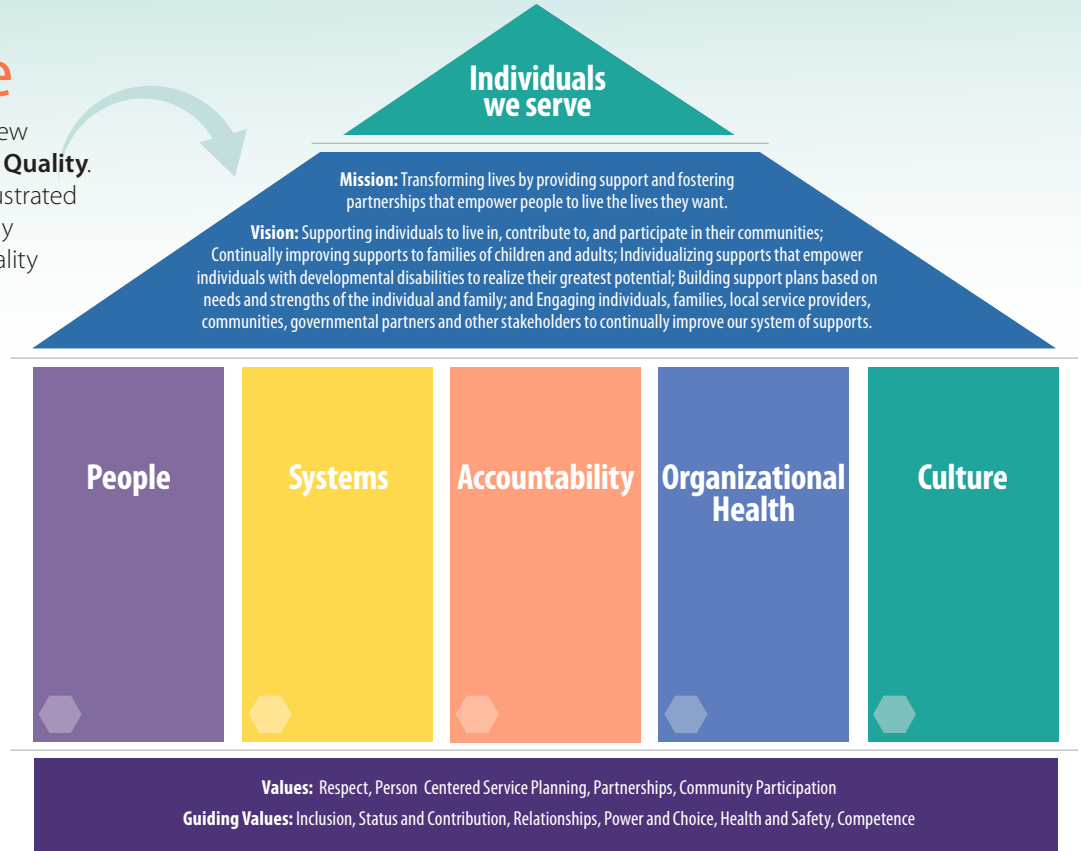 e
ew
Quality.
ustrated
y
ality
Individuals
we serve
Mission: Transforming lives by providing support and fostering
partnerships that empower people to live the lives they want.
Vision: Supporting individuals to live in, contribute to, and participate in their communities;
Continually improving supports to families of children and adults; Individualizing supports that empower
individuals with developmental disabilities to realize their greatest potential; Building support plans based on
needs and strengths of the individual and family; and Engaging individuals, families, local service providers,
communities, governmental partners and other stakeholders to continually improve our system of supports.
People
Systems
Accountability
Organizational
Health
Culture
Values: Respect, Person Centered Service Planning, Partnerships, Community Participation
Guiding Values: Inclusion, Status and Contribution, Relationships, Power and Choice, Health and Safety, Competence